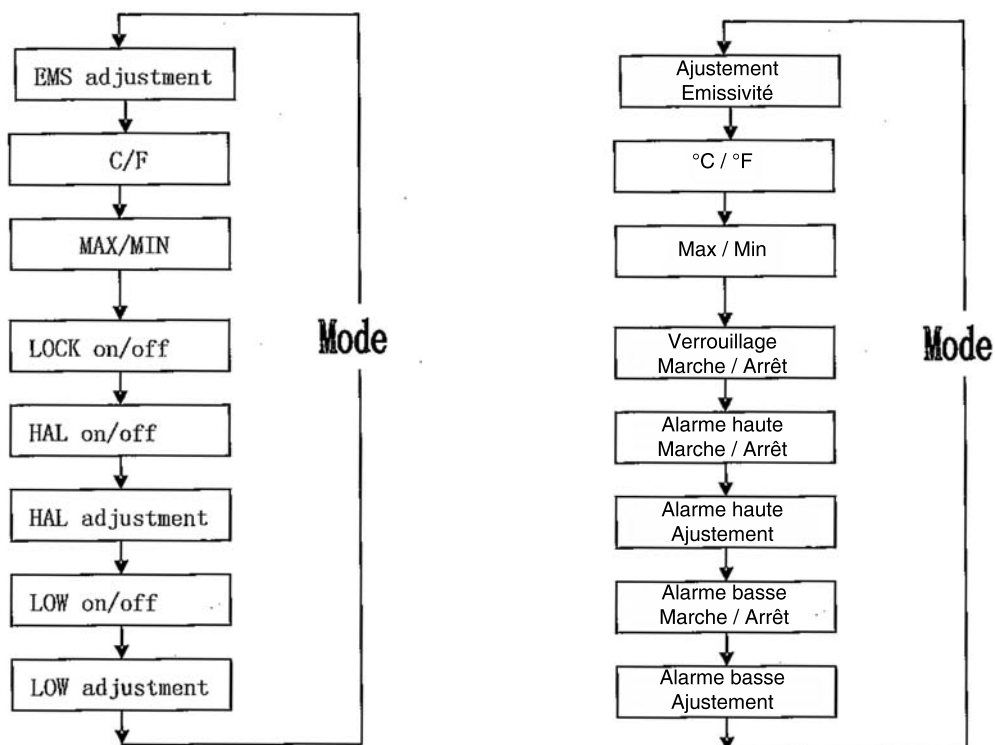 EMS adjustment
C/F
MAX/MIN
LOCK on/off
HAL on/off
HAL adjustment
LOW on/off
LOW adjustment
Mode
Ajustement
Emissivité
°C / °F
Max / Min
Verrouillage
Marche / Arrêt
Alarme haute
Marche / Arrêt
Alarme haute
Ajustement
Alarme basse
Marche / Arrêt
Alarme basse
Ajustement
Mode